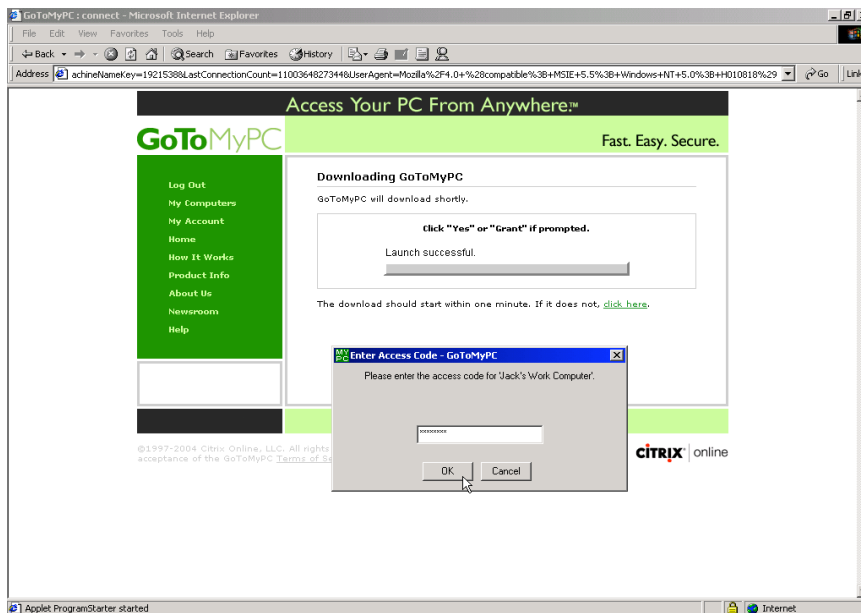 GoToMyPC : connect - Microsoft Internet Explorer
File Edit View Favorites Tools Help
Back Search Favorites History
Address achineNameKey=1921538&LastConnectionCount=1100364827344&UserAgent=Mozilla%2F4.0+%28compatible%3B+MSIE+5.5%3B+Windows+NT+5.0%3B+H010818%29 Go Link
Access Your PC From Anywhere.™
GoToMyPC
Fast. Easy. Secure.
Log Out
My Computers
My Account
Home
How It Works
Product Info
About Us
Newsroom
Help
Downloading GoToMyPC
GoToMyPC will download shortly.
Click "Yes" or "Grant" if prompted.
Launch successful.
The download should start within one minute. If it does not, click here.
MY PC Enter Access Code - GoToMyPC
Please enter the access code for 'Jack's Work Computer'.
××××××××
OK Cancel
©1997-2004 Citrix Online, LLC. All rights
acceptance of the GoToMyPC Terms of Se
CITRIX online
Applet ProgramStarter started Internet